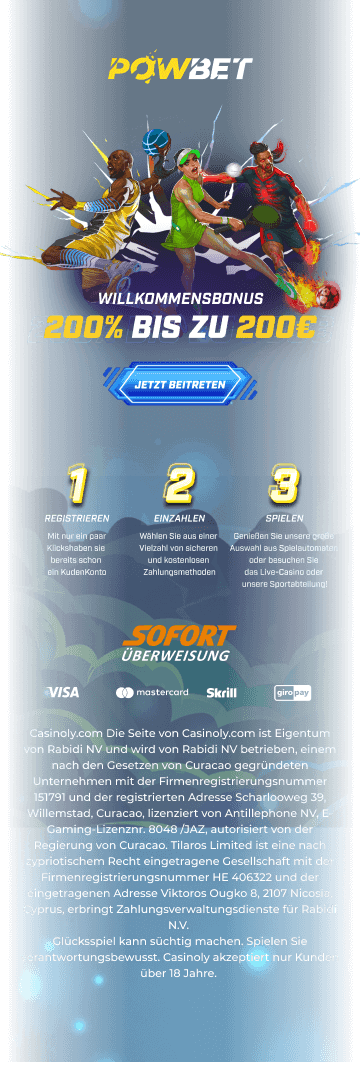 POWBET
WILLKOMMENSBONUS
200% BIS ZU 200€
JETZT BEITRETEN
1 2 3
REGISTRIEREN EINZAHLEN SPIELEN
Mit nur ein paar Wählen Sie aus einer Genießen Sie unsere große
Klickshaben sie Vielzahl von sicheren Auswahl aus Spielautomaten,
bereits schon und kostenlosen oder besuchen Sie
ein KudenKonto Zahlungsmethoden das Live-Casino oder
unsere Sportabteilung!
SOFORT
ÜBERWEISUNG
VISA mastercard Skrill giropay
Casinoly.com Die Seite von Casinoly.com ist Eigentum
von Rabidi NV und wird von Rabidi NV betrieben, einem
nach den Gesetzen von Curacao gegründeten
Unternehmen mit der Firmenregistrierungsnummer
151791 und der registrierten Adresse Scharlooweg 39,
Willemstad, Curacao, lizenziert von Antillephone NV, E-
Gaming-Lizenznr. 8048 /JAZ, autorisiert von der
Regierung von Curacao. Tilaros Limited ist eine nach
zypriotischem Recht eingetragene Gesellschaft mit der
Firmenregistrierungsnummer HE 406322 und der
eingetragenen Adresse Viktoros Ougko 8, 2107 Nicosia,
Cyprus, erbringt Zahlungsverwaltungsdienste für Rabidi
N.V.
Glücksspiel kann süchtig machen. Spielen Sie
verantwortungsbewusst. Casinoly akzeptiert nur Kunden
über 18 Jahre.